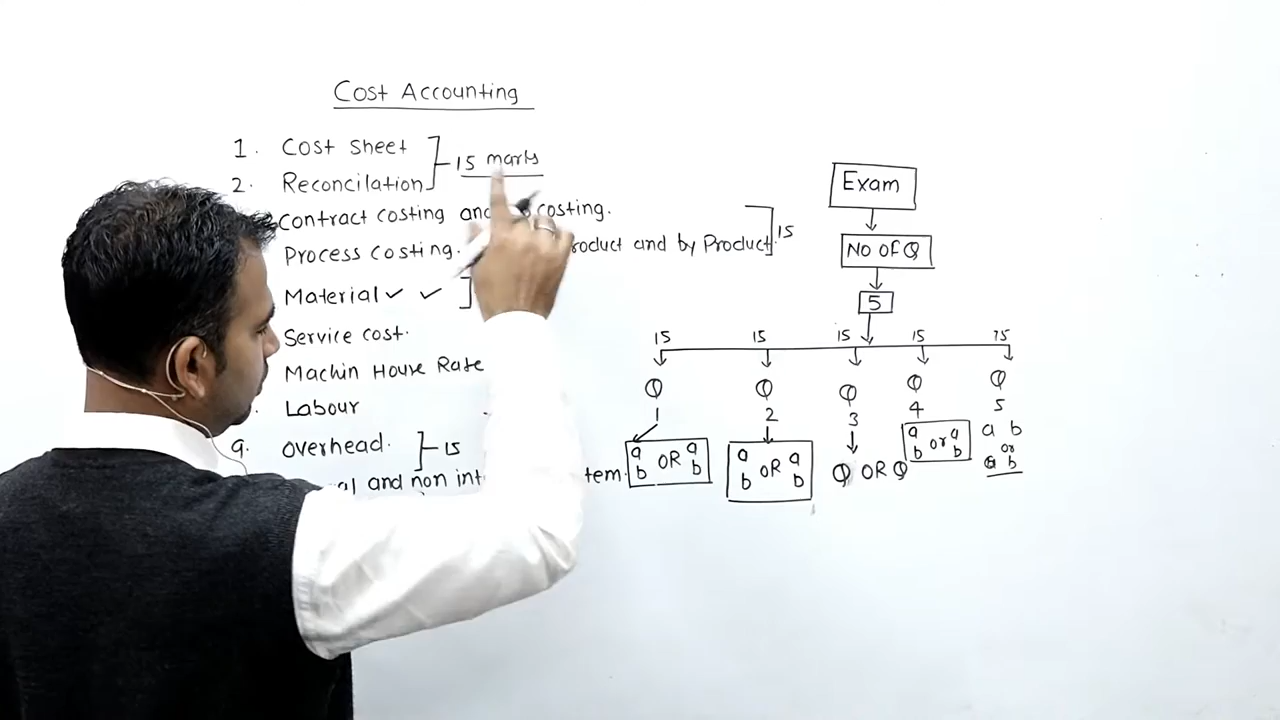 Cost Accounting
1. Cost Sheet
2. Reconcilation
15 marks
Contract costing and costing.
Process costing. roduct and by Product.
15
Material ✓ ✓
Service cost.
Machin House Rate
Labour
9. overhead.
15
and non in tem.
Exam
NO OF Q
5
15 15 15 15 15
Q Q Q Q Q
1 2 3 4 5
a b OR a b
a b OR a b
Q OR Q
a b or a b
a b or a b